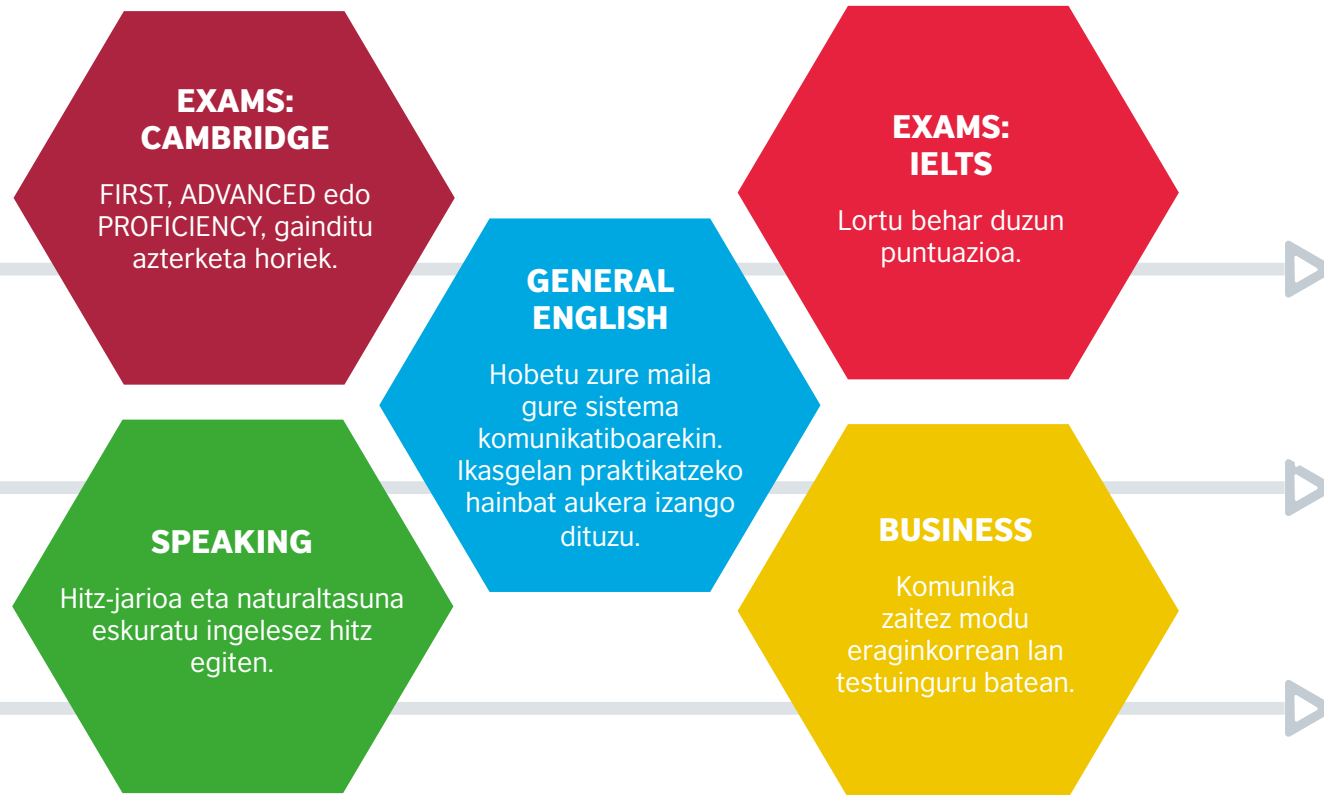 EXAMS:
CAMBRIDGE
FIRST, ADVANCED edo
PROFICIENCY, gainditu
azterketa horiek.
EXAMS:
IELTS
Lortu behar duzun
puntuazioa.
GENERAL
ENGLISH
Hobetu zure maila
gure sistema
komunikatiboarekin.
Ikasgelan praktikatzeko
hainbat aukera izango
dituzu.
SPEAKING
Hitz-jarioa eta naturaltasuna
eskuratu ingelesez hitz
egiten.
BUSINESS
Komunika
zaitez modu
eraginkorrean lan
testuinguru batean.